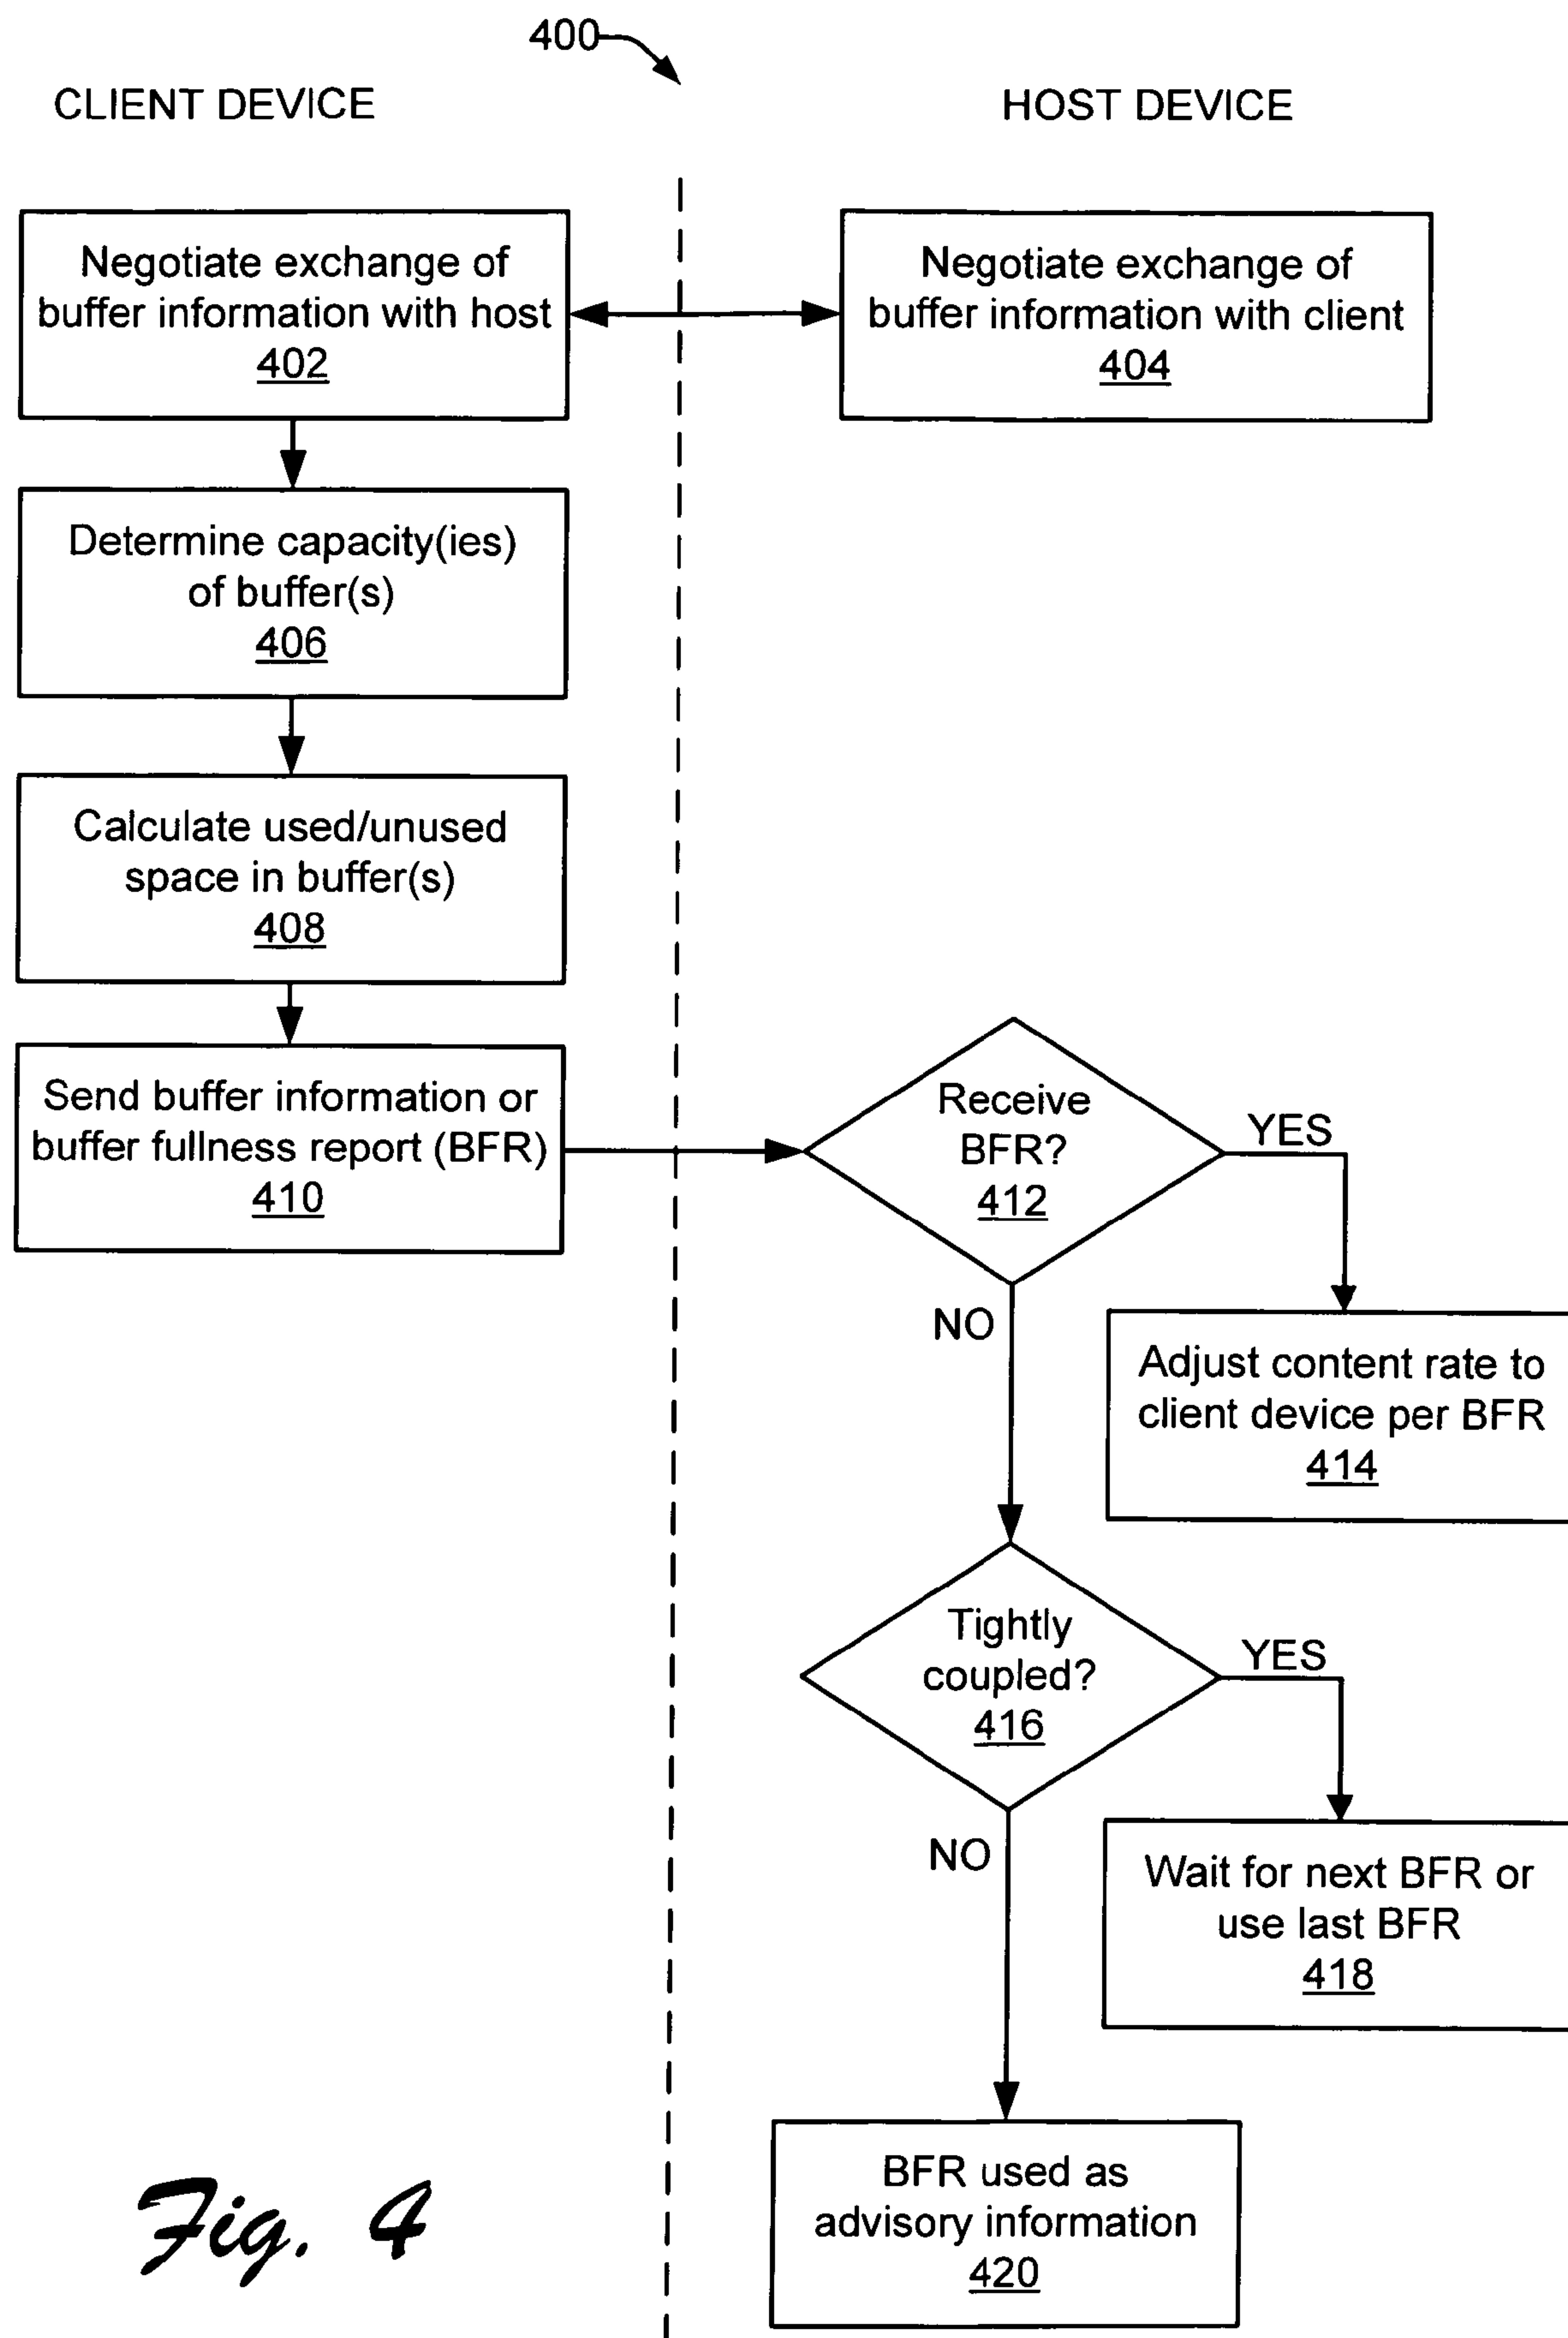 400
CLIENT DEVICE
HOST DEVICE
Negotiate exchange of
buffer information with host
402
Negotiate exchange of
buffer information with client
404
Determine capacity(ies)
of buffer(s)
406
Calculate used/unused
space in buffer(s)
408
Send buffer information or
buffer fullness report (BFR)
410
Receive
BFR?
412
YES
NO
Adjust content rate to
client device per BFR
414
Tightly
coupled?
416
YES
NO
Wait for next BFR or
use last BFR
418
BFR used as
advisory information
420
Fig. 4